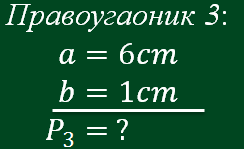 Правоугаоник 3:
a = 6cm
b = 1cm
P₃ = ?